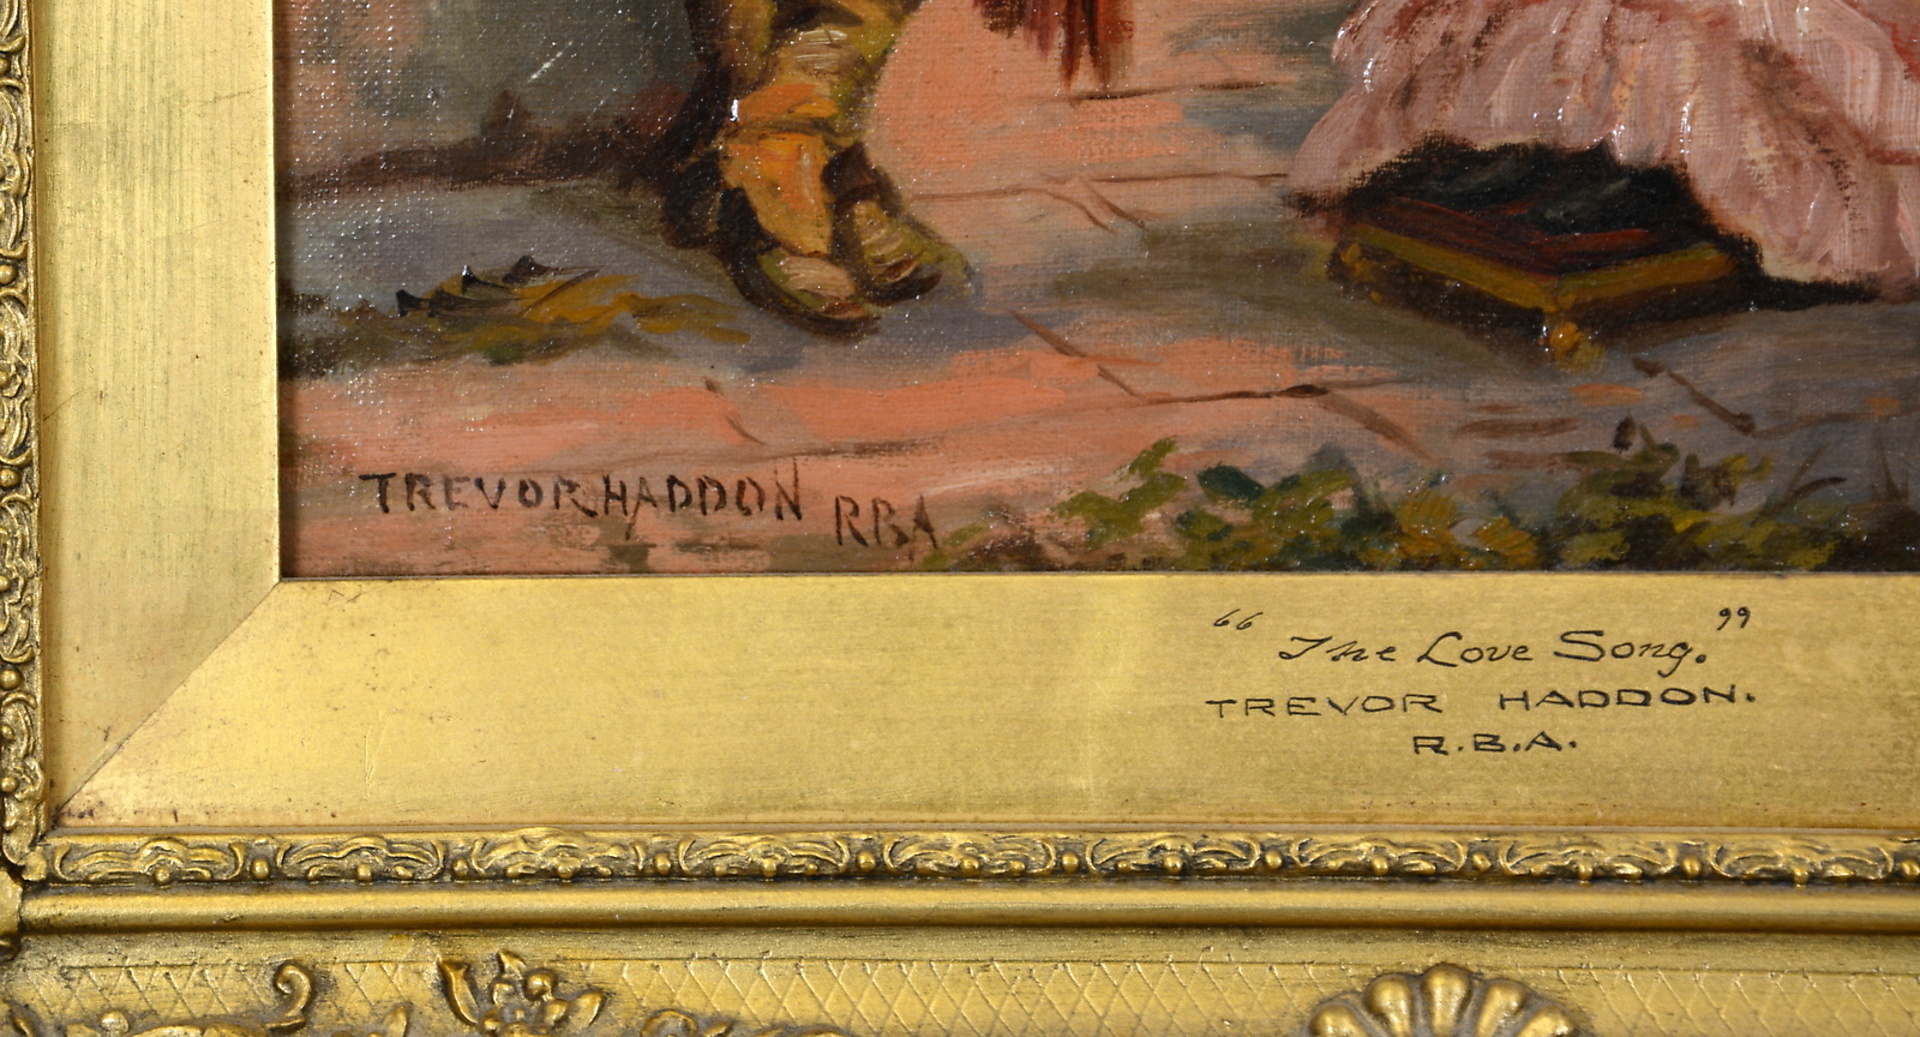 TREVOR HADDON RBA
"The Love Song."
TREVOR HADDON.
R.B.A.